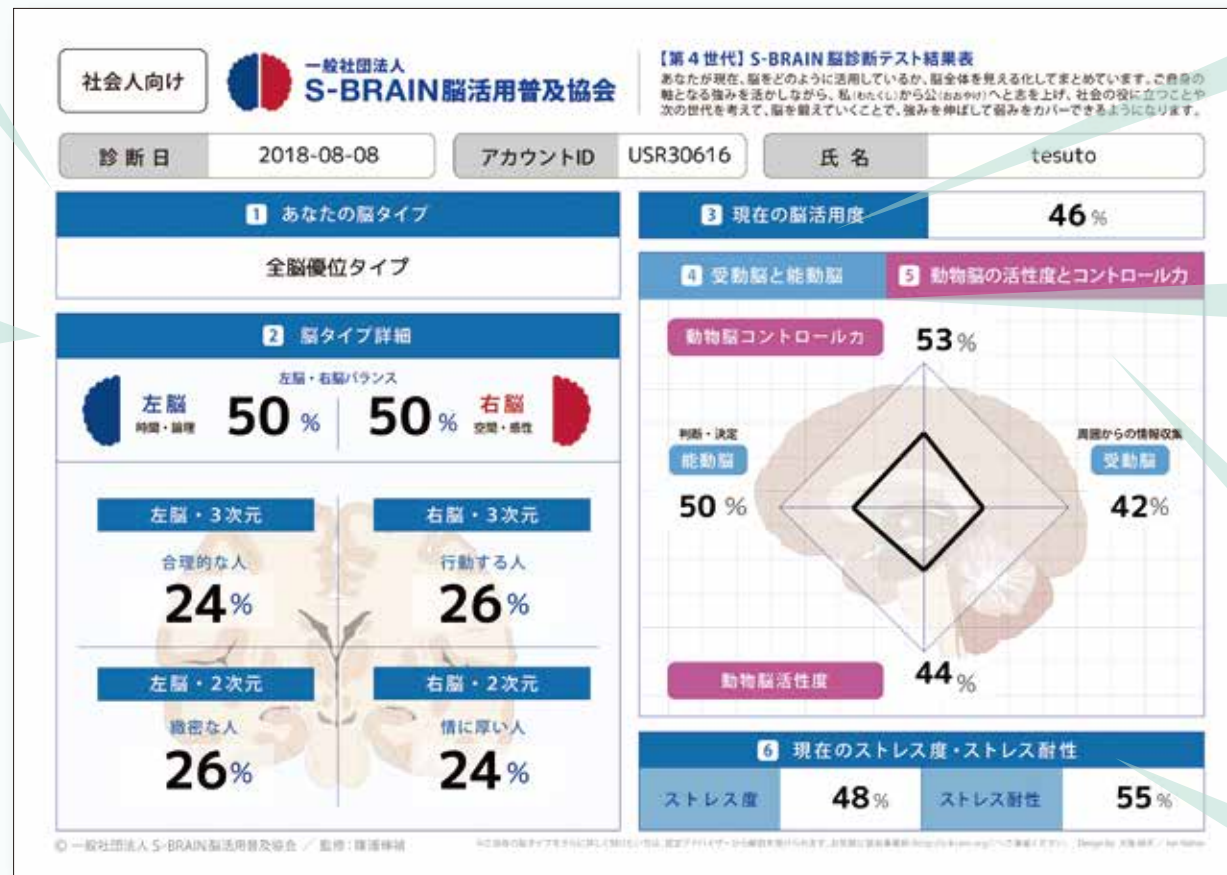 社会人向け
一般社団法人
S-BRAIN脳活用普及協会
【第4世代】S-BRAIN 脳診断テスト結果表
あなたが現在、脳をどのように活用しているか、脳全体を見える化してまとめています。ご自身の
軸となる強みを活かしながら、私(わたくし)から公(おおやけ)へと志を上げ、社会の役に立つことや
次の世代を考えて、脳を鍛えていくことで、強みを伸ばして弱みをカバーできるようになります。
診断日 2018-08-08 アカウントID USR30616 氏名 tesuto
1 あなたの脳タイプ
全脳優位タイプ
2 脳タイプ詳細
左脳・右脳バランス
左脳 時間・論理 50% 50% 右脳 空間・感性
左脳・3次元 右脳・3次元
合理的な人 行動する人
24% 26%
左脳・2次元 右脳・2次元
緻密な人 情に厚い人
26% 24%
3 現在の脳活用度 46%
4 受動脳と能動脳 5 動物脳の活性度とコントロール力
動物脳コントロール力 53%
判断・決定 周囲からの情報収集
能動脳 受動脳
50% 42%
動物脳活性度 44%
6 現在のストレス度・ストレス耐性
ストレス度 48% ストレス耐性 55%
© 一般社団法人 S-BRAIN脳活用普及協会 ／ 監修: